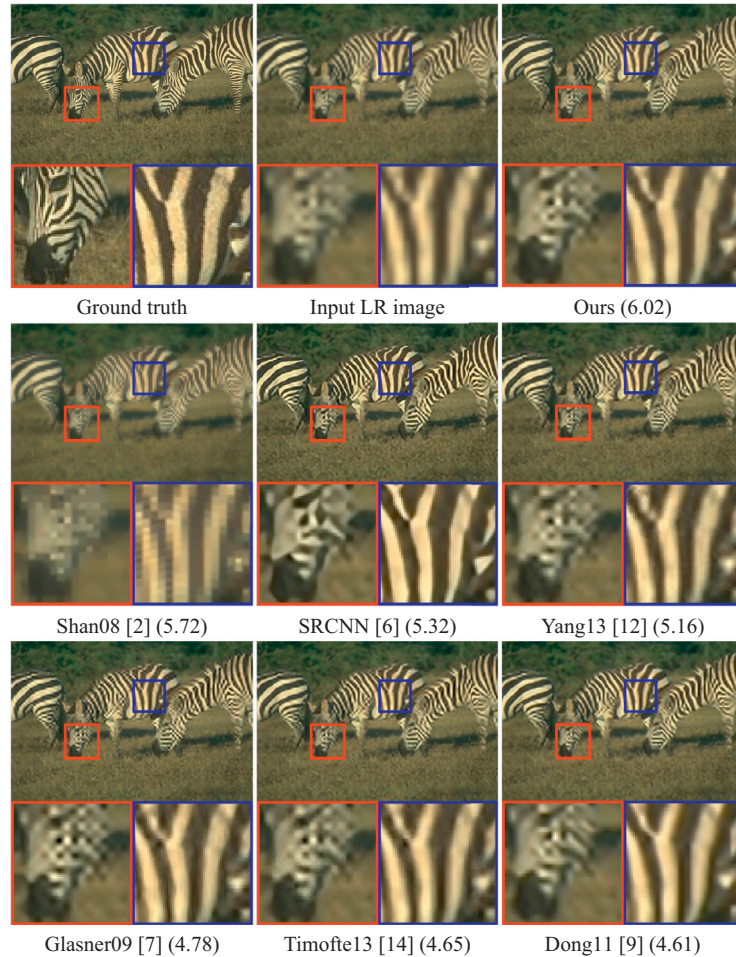 Ground truth
Input LR image
Ours (6.02)
Shan08 [2] (5.72)
SRCNN [6] (5.32)
Yang13 [12] (5.16)
Glasner09 [7] (4.78)
Timofte13 [14] (4.65)
Dong11 [9] (4.61)